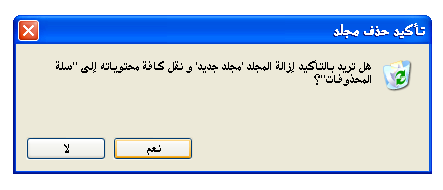 تأكيد حذف مجلد
هل تريد بالتأكيد إزالة المجلد 'مجلد جديد' و نقل كافة محتوياته إلى "سلة
المحذوفات"؟
نعم
لا